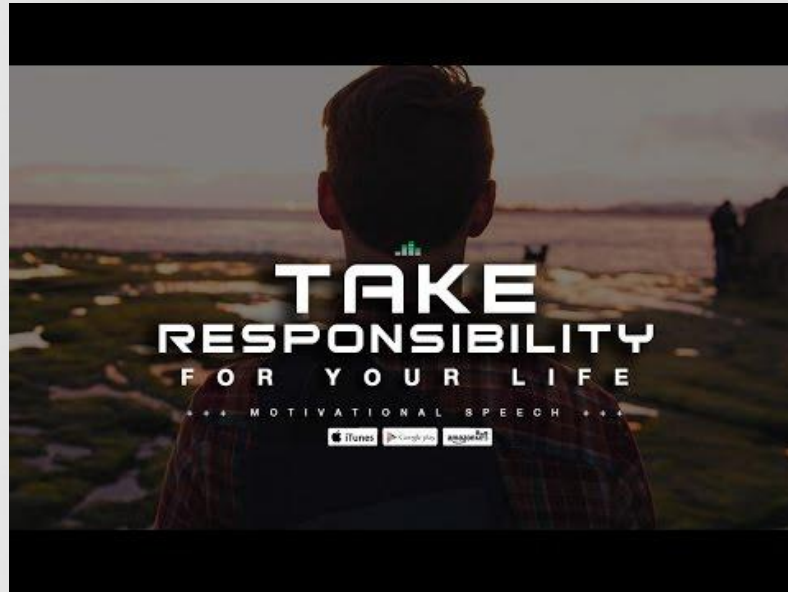 TAKE
RESPONSIBILITY
FOR YOUR LIFE
+++ MOTIVATIONAL SPEECH +++
iTunes Google play amazon